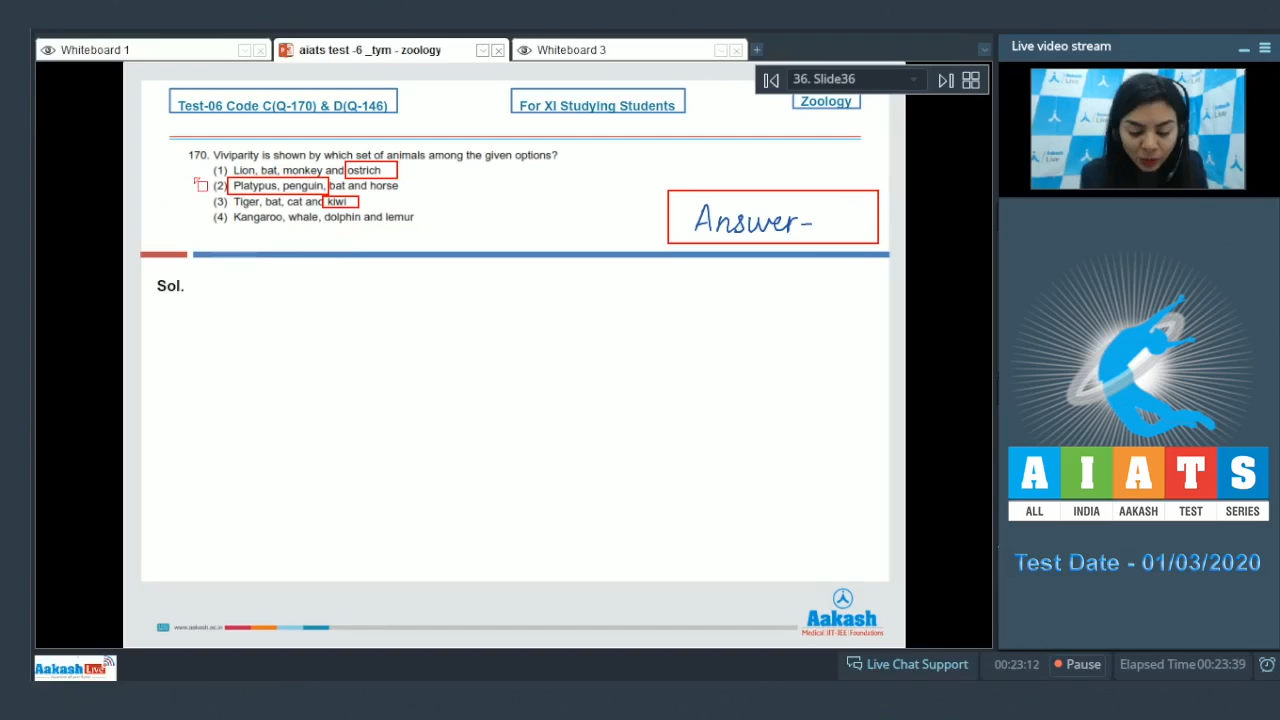 Whiteboard 1
aiats test -6 _tym - zoology
Whiteboard 3
Live video stream
36. Slide36
Test-06 Code C(Q-170) & D(Q-146)
For XI Studying Students
Zoology
170. Viviparity is shown by which set of animals among the given options?
(1) Lion, bat, monkey and ostrich
(2) Platypus, penguin, bat and horse
(3) Tiger, bat, cat and kiwi
(4) Kangaroo, whale, dolphin and lemur
Answer-
Sol.
A I A T S
ALL INDIA AAKASH TEST SERIES
Test Date - 01/03/2020
www.aakash.ac.in
Aakash
Medical|IIT-JEE|Foundations
Aakash Live
Live Chat Support
00:23:12
Pause
Elapsed Time 00:23:39